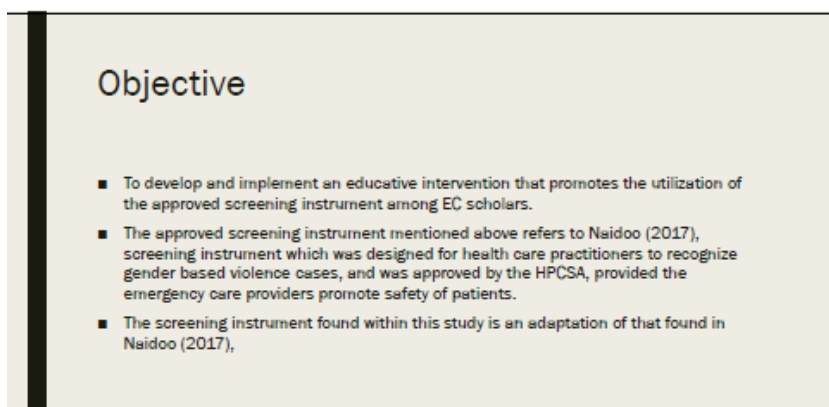 Objective
■ To develop and implement an educative intervention that promotes the utilization of
the approved screening instrument among EC scholars.
■ The approved screening instrument mentioned above refers to Naidoo (2017),
screening instrument which was designed for health care practitioners to recognize
gender based violence cases, and was approved by the HPCSA, provided the
emergency care providers promote safety of patients.
■ The screening instrument found within this study is an adaptation of that found in
Naidoo (2017),